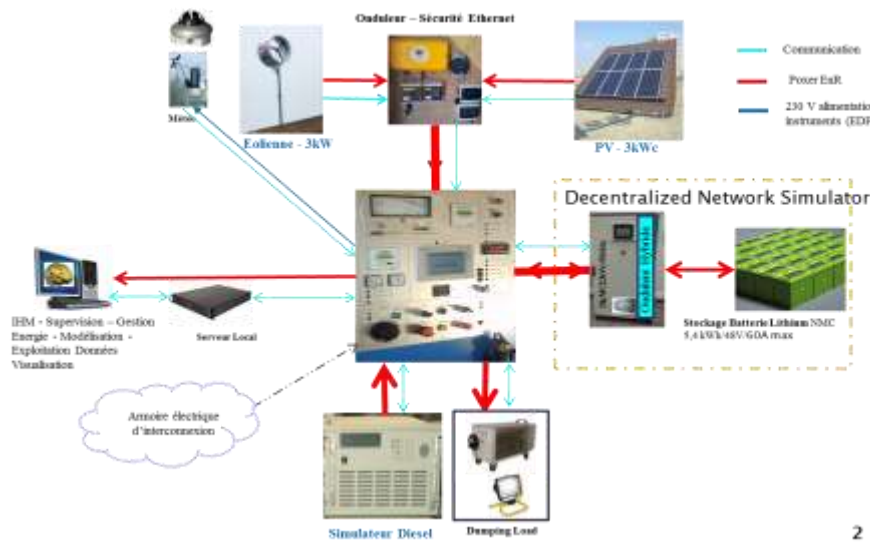 Onduleur – Sécurité Ethernet
Communication
Power EnR
230 V alimentation
instruments (EDF
Météo
Eolienne - 3kW
PV - 3kWc
Decentralized Network Simulator
Onduleur Hybride
Stockage Batterie Lithium NMC
5,4 kWh/48V/60A max
IHM - Supervision – Gestion
Energie - Modélisation -
Exploitation Données
Visualisation
Serveur Local
Armoire électrique
d'interconnexion
Simulateur Diesel
Dumping Load
2